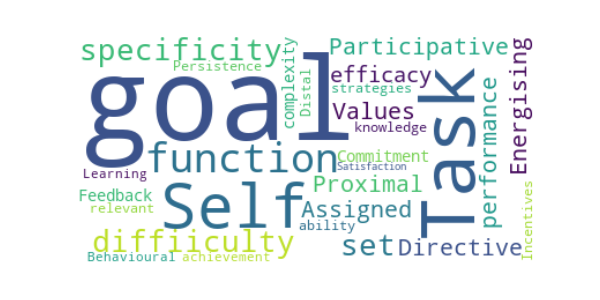 specificity
Persistence
goal
complexity
Distal
Participative
efficacy
strategies
Values
knowledge
Task
performance
Energising
function
Learning
Commitment
Satisfaction
Feedback
relevant
Self
Proximal
Assigned
ability
diffiiculty
set
Directive
Incentives
Behavioural
achievement